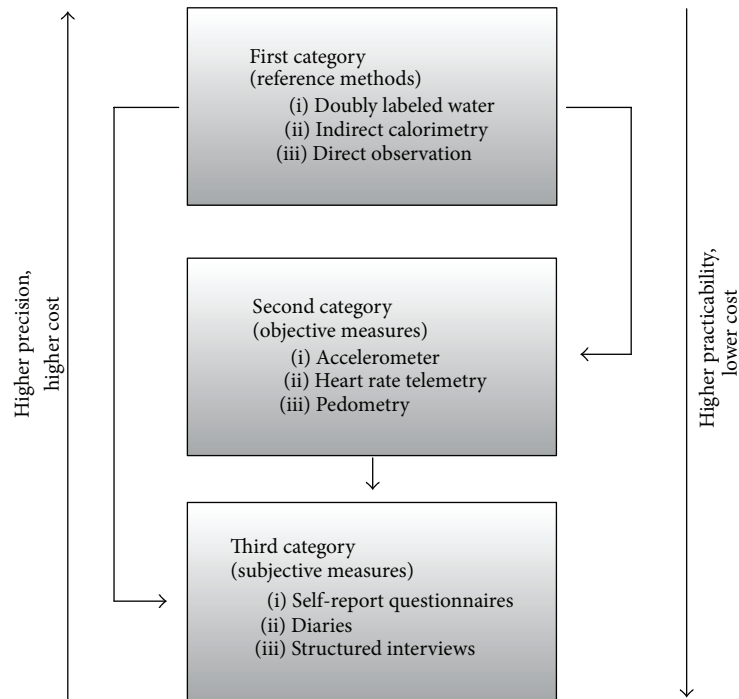 First category
(reference methods)
(i) Doubly labeled water
(ii) Indirect calorimetry
(iii) Direct observation
Second category
(objective measures)
(i) Accelerometer
(ii) Heart rate telemetry
(iii) Pedometry
Third category
(subjective measures)
(i) Self-report questionnaires
(ii) Diaries
(iii) Structured interviews
Higher precision,
higher cost
Higher practicability,
lower cost